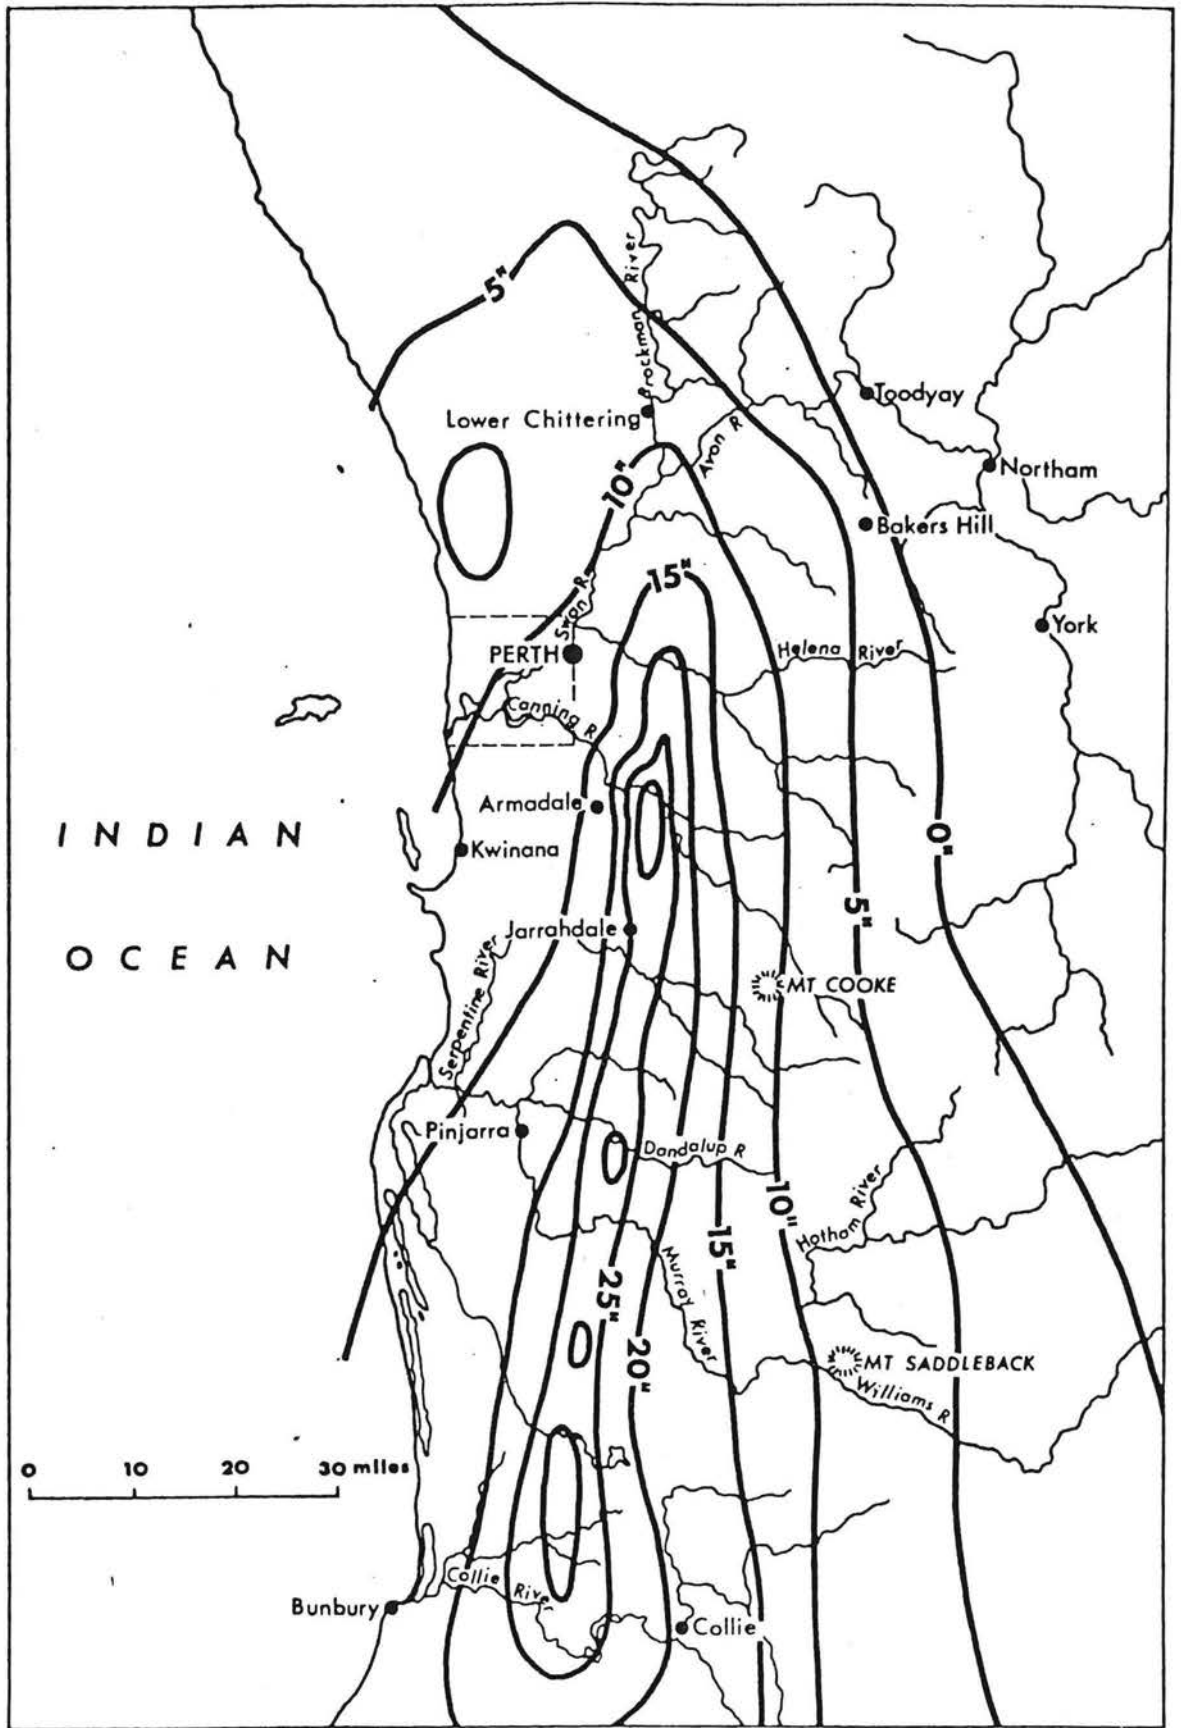 5"
Brockman River
Toodyay
Lower Chittering
Avon R
Northam
10"
Bakers Hill
15"
Swan R
York
PERTH
Helena River
Canning R
Armadale
INDIAN
0"
Kwinana
5"
Jarrahdale
OCEAN
MT COOKE
Serpentine River
Pinjarra
Dandalup R
10"
Hotham River
15"
Murray River
25"
20"
MT SADDLEBACK
Williams R
0 10 20 30 miles
Collie River
Bunbury
Collie